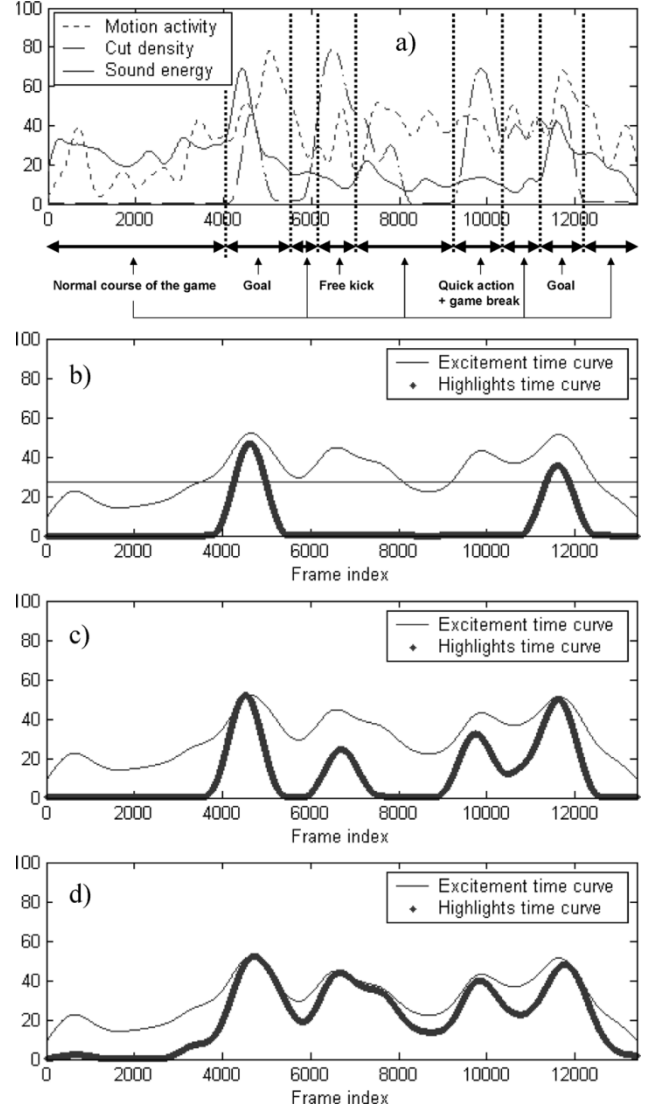 100
80
60
40
20
0
Motion activity
Cut density
Sound energy
a)
0 2000 4000 6000 8000 10000 12000
Normal course of the game Goal Free kick Quick action Goal
+ game break
100
80
60
40
20
0
b)
Excitement time curve
Highlights time curve
0 2000 4000 6000 8000 10000 12000
Frame index
100
80
60
40
20
0
c)
Excitement time curve
Highlights time curve
0 2000 4000 6000 8000 10000 12000
Frame index
100
80
60
40
20
0
d)
Excitement time curve
Highlights time curve
0 2000 4000 6000 8000 10000 12000
Frame index